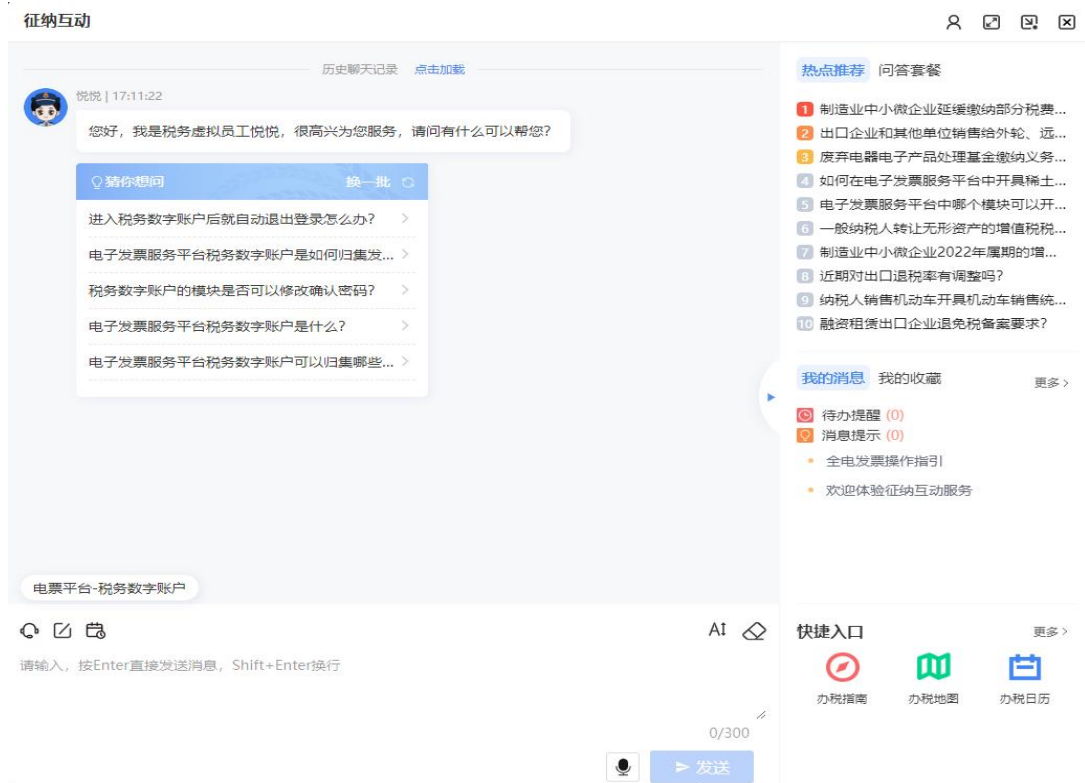 征纳互动
历史聊天记录 点击加载
悦悦 | 17:11:22
您好，我是税务虚拟员工悦悦，很高兴为您服务，请问有什么可以帮您？
猜你想问 换一批
进入税务数字账户后就自动退出登录怎么办？
电子发票服务平台税务数字账户是如何归集发...
税务数字账户的模块是否可以修改确认密码？
电子发票服务平台税务数字账户是什么？
电子发票服务平台税务数字账户可以归集哪些...
电票平台-税务数字账户
请输入，按Enter直接发送消息，Shift+Enter换行
0/300
发送
热点推荐 问答套餐
1 制造业中小微企业延缓缴纳部分税费...
2 出口企业和其他单位销售给外轮、远...
3 废弃电器电子产品处理基金缴纳义务...
4 如何在电子发票服务平台中开具稀土...
5 电子发票服务平台中哪个模块可以开...
6 一般纳税人转让无形资产的增值税税...
7 制造业中小微企业2022年属期的增...
8 近期对出口退税率有调整吗？
9 纳税人销售机动车开具机动车销售统...
10 融资租赁出口企业退免税备案要求？
我的消息 我的收藏 更多 >
待办提醒 (0)
消息提示 (0)
全电发票操作指引
欢迎体验征纳互动服务
快捷入口 更多 >
办税指南 办税地图 办税日历